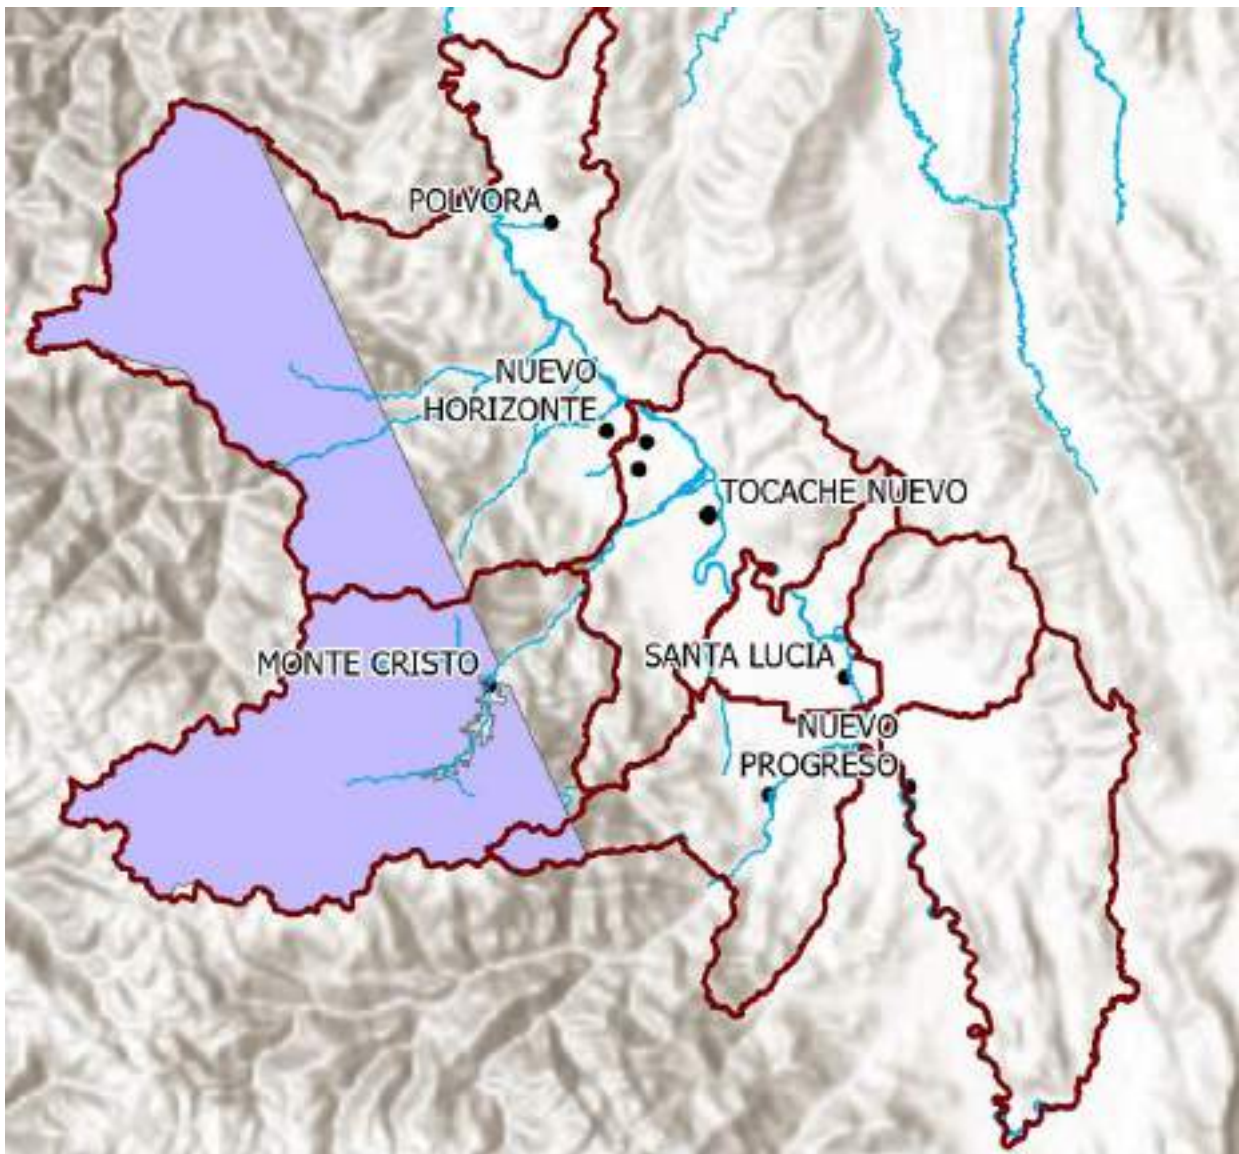 POLVORA
NUEVO
HORIZONTE
TOCACHE NUEVO
SANTA LUCIA
MONTE CRISTO
NUEVO
PROGRESO